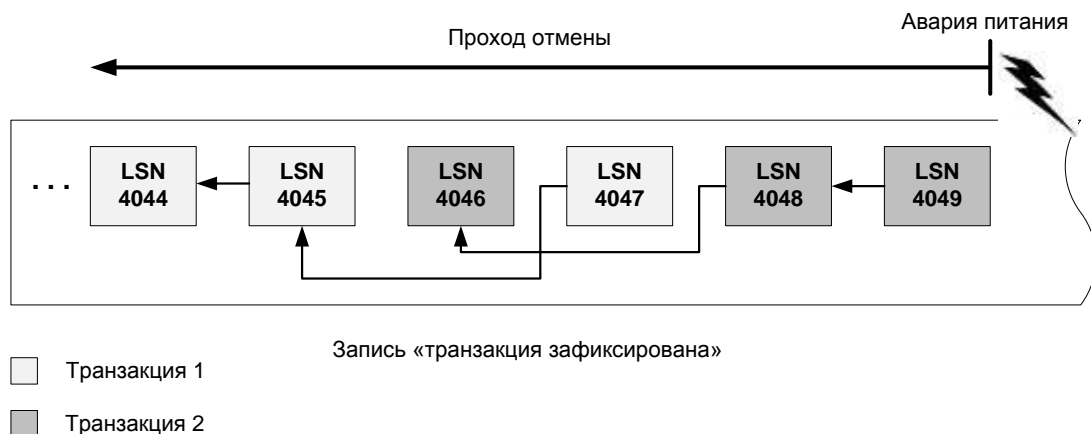 Авария питания
Проход отмены
. . .
LSN
4044
LSN
4045
LSN
4046
LSN
4047
LSN
4048
LSN
4049
Запись «транзакция зафиксирована»
Транзакция 1
Транзакция 2